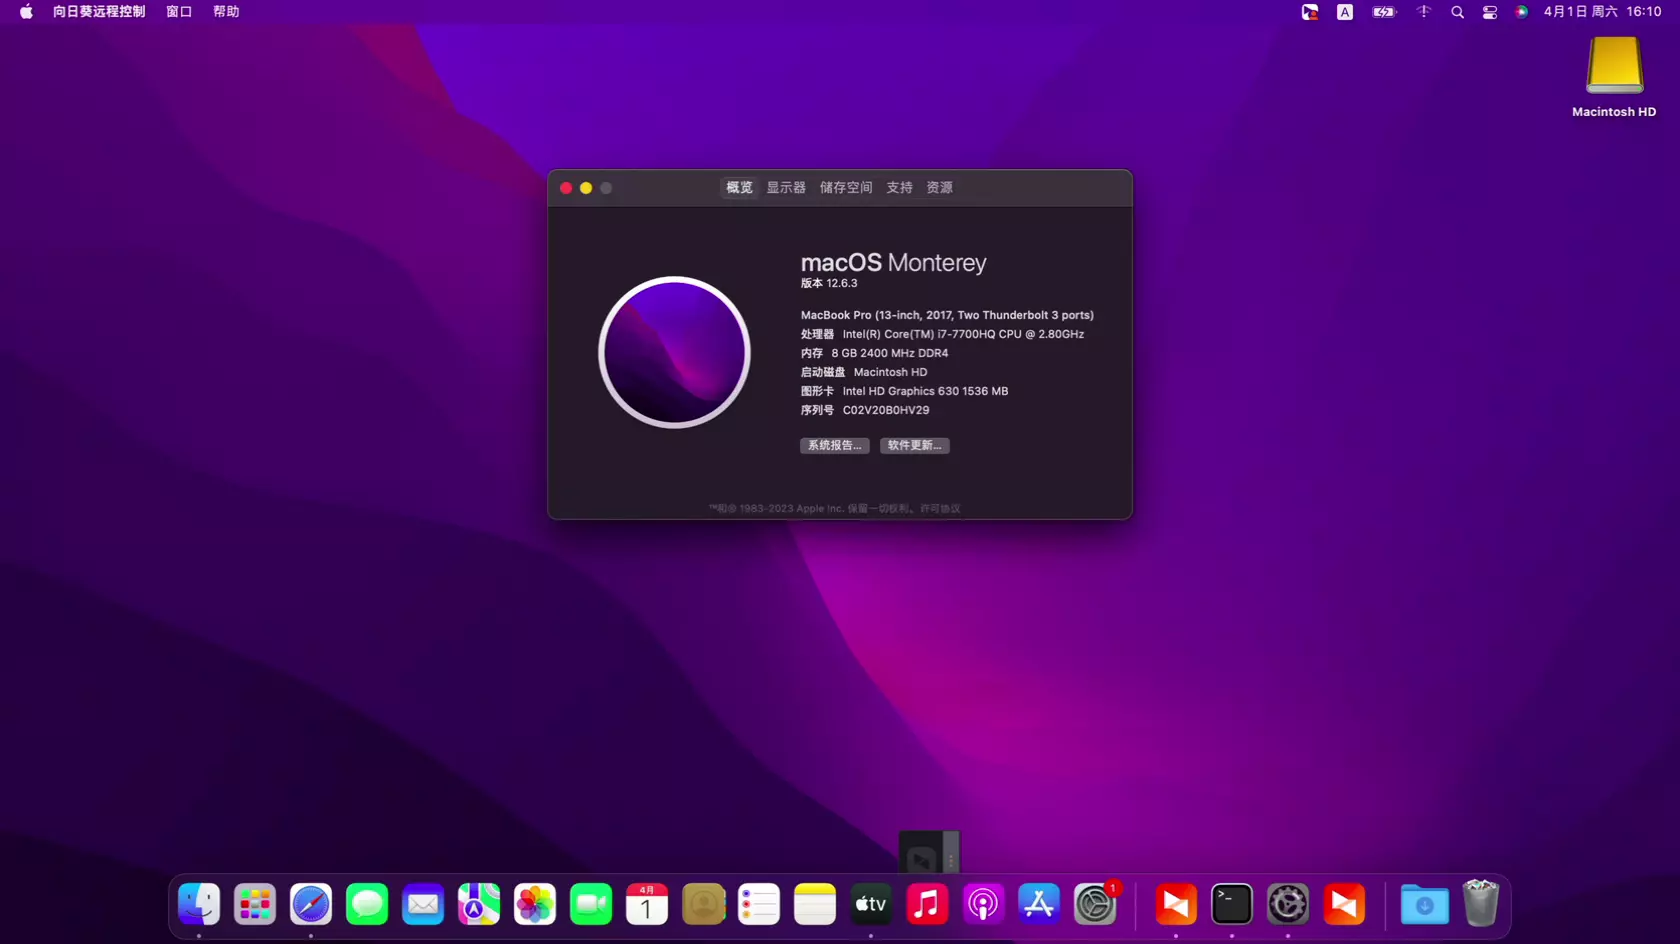 向日葵远程控制 窗口 帮助
A
4月1日 周六 16:10
Macintosh HD
概览 显示器 储存空间 支持 资源
macOS Monterey
版本 12.6.3
MacBook Pro (13-inch, 2017, Two Thunderbolt 3 ports)
处理器 Intel(R) Core(TM) i7-7700HQ CPU @ 2.80GHz
内存 8 GB 2400 MHz DDR4
启动磁盘 Macintosh HD
图形卡 Intel HD Graphics 630 1536 MB
序列号 C02V20B0HV29
系统报告... 软件更新...
™和© 1983-2023 Apple Inc. 保留一切权利。许可协议
4月
1
tv
1
>_